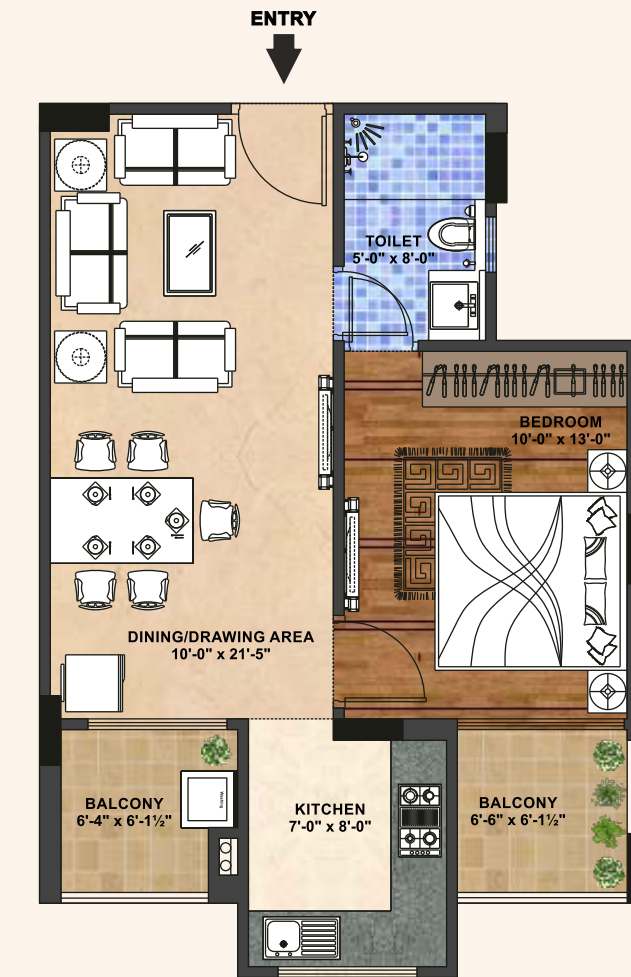 ENTRY
TOILET
5'-0" x 8'-0"
BEDROOM
10'-0" x 13'-0"
DINING/DRAWING AREA
10'-0" x 21'-5"
BALCONY
6'-4" x 6'-1½"
Washing
KITCHEN
7'-0" x 8'-0"
BALCONY
6'-6" x 6'-1½"